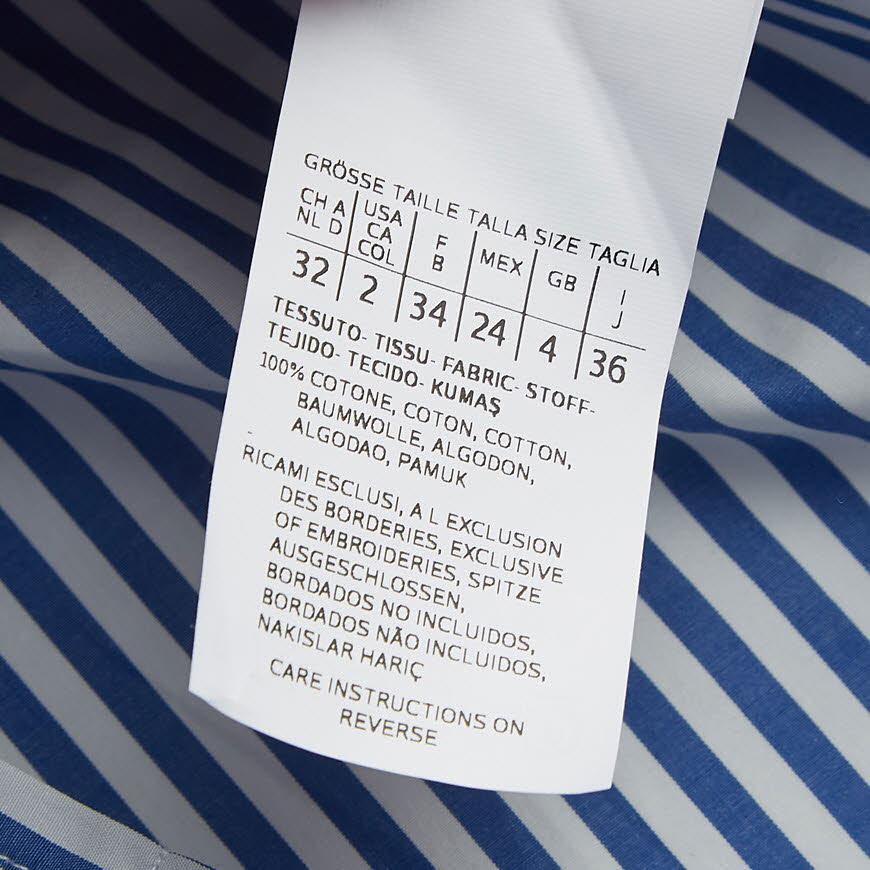 GRÖSSE TAILLE TALLA SIZE TAGLIA
CH A NL D USA CA COL F B MEX GB I J
32 2 34 24 4 36
TESSUTO- TISSU- FABRIC- STOFF-
TEJIDO- TECIDO- KUMAŞ
100% COTONE, COTON, COTTON,
BAUMWOLLE, ALGODON,
ALGODAO, PAMUK
RICAMI ESCLUSI, A L EXCLUSION
DES BORDERIES, EXCLUSIVE
OF EMBROIDERIES, SPITZE
AUSGESCHLOSSEN,
BORDADOS NO INCLUIDOS,
BORDADOS NÃO INCLUIDOS,
NAKISLAR HARIÇ
CARE INSTRUCTIONS ON
REVERSE